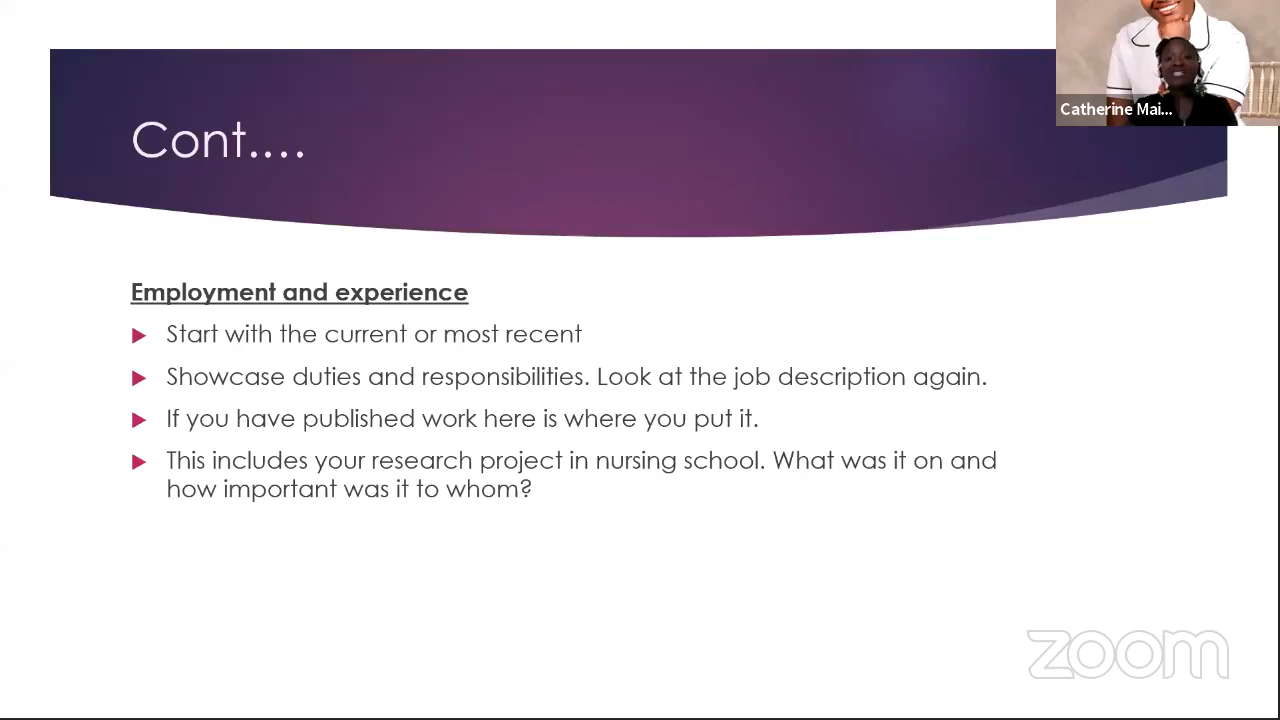 Catherine Mai...
Cont....
Employment and experience
Start with the current or most recent
Showcase duties and responsibilities. Look at the job description again.
If you have published work here is where you put it.
This includes your research project in nursing school. What was it on and
how important was it to whom?
zoom